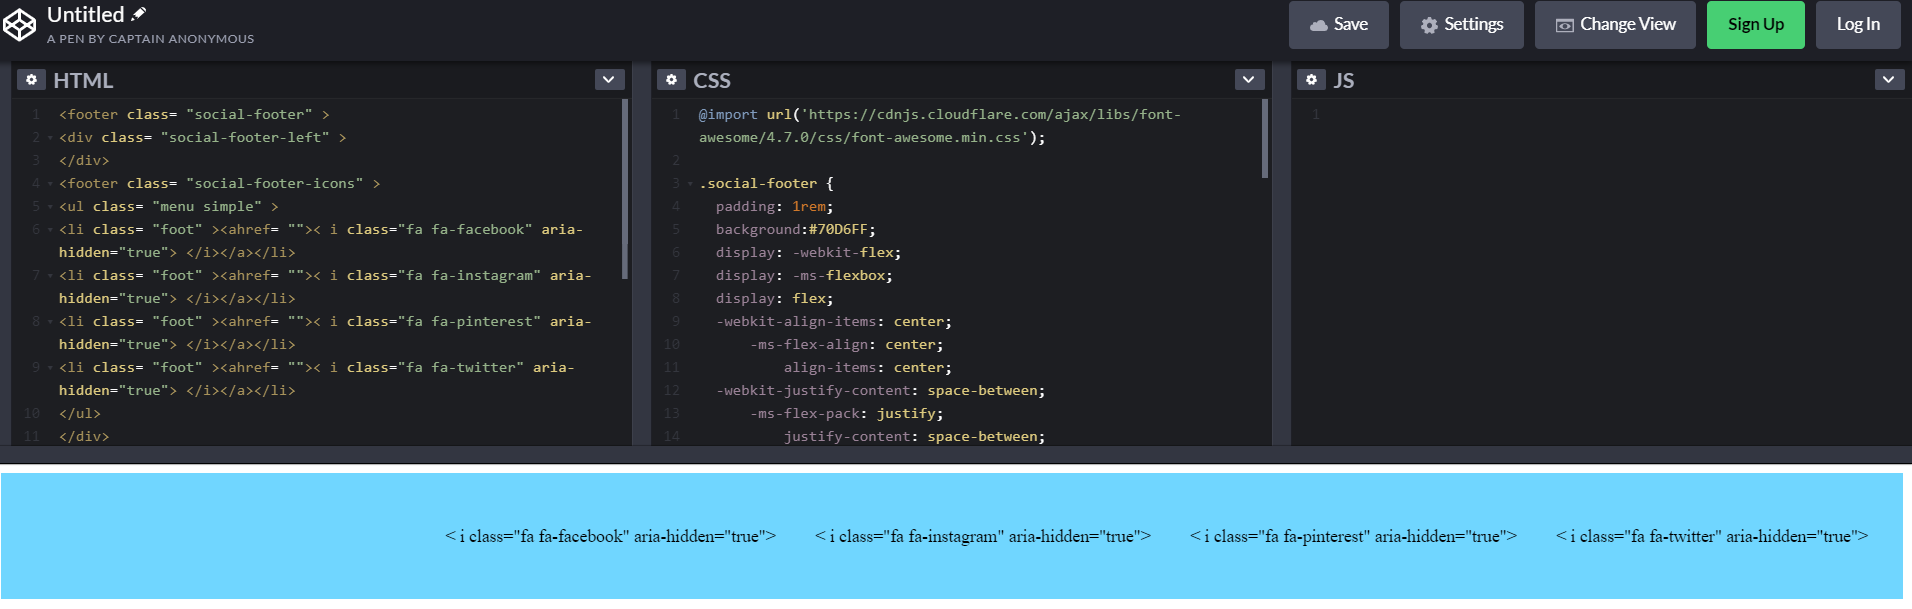 Untitled
A PEN BY CAPTAIN ANONYMOUS
Save
Settings
Change View
Sign Up
Log In
HTML
1 <footer class= "social-footer" >
2 <div class= "social-footer-left" >
3 </div>
4 <footer class= "social-footer-icons" >
5 <ul class= "menu simple" >
6 <li class= "foot" ><ahref= "">< i class="fa fa-facebook" aria-
hidden="true"> </i></a></li>
7 <li class= "foot" ><ahref= "">< i class="fa fa-instagram" aria-
hidden="true"> </i></a></li>
8 <li class= "foot" ><ahref= "">< i class="fa fa-pinterest" aria-
hidden="true"> </i></a></li>
9 <li class= "foot" ><ahref= "">< i class="fa fa-twitter" aria-
hidden="true"> </i></a></li>
10 </ul>
11 </div>
CSS
1 @import url('https://cdnjs.cloudflare.com/ajax/libs/font-
awesome/4.7.0/css/font-awesome.min.css');
2
3 .social-footer {
4 padding: 1rem;
5 background:#70D6FF;
6 display: -webkit-flex;
7 display: -ms-flexbox;
8 display: flex;
9 -webkit-align-items: center;
10 -ms-flex-align: center;
11 align-items: center;
12 -webkit-justify-content: space-between;
13 -ms-flex-pack: justify;
14 justify-content: space-between;
JS
1
< i class="fa fa-facebook" aria-hidden="true"> < i class="fa fa-instagram" aria-hidden="true"> < i class="fa fa-pinterest" aria-hidden="true"> < i class="fa fa-twitter" aria-hidden="true">